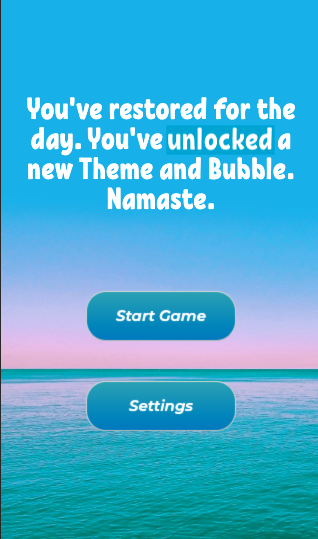 You've restored for the
day. You've unlocked a
new Theme and Bubble.
Namaste.
Start Game
Settings